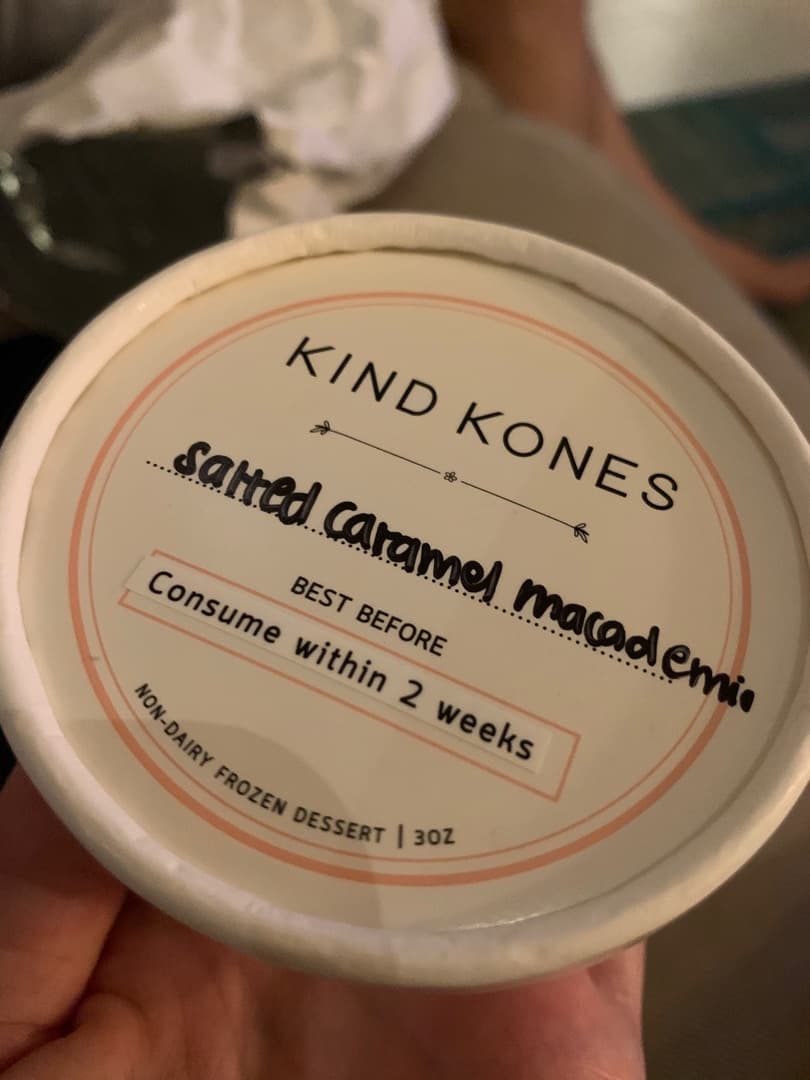 KIND KONES
salted caramel macademia
BEST BEFORE
Consume within 2 weeks
NON-DAIRY FROZEN DESSERT | 3OZ